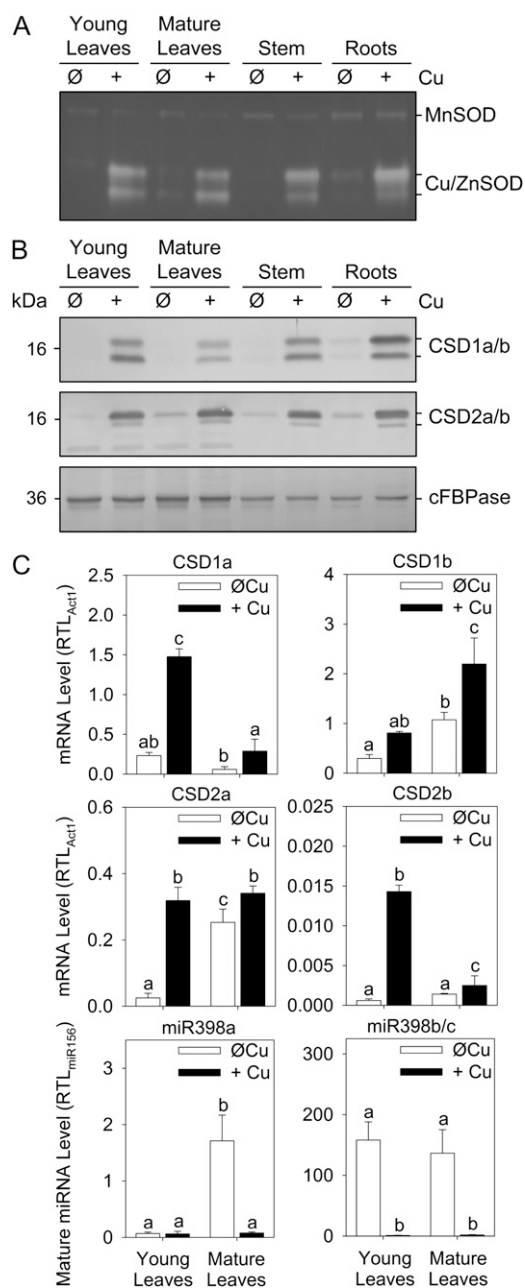 A
Young Leaves Mature Leaves Stem Roots
Ø + Ø + Ø + Ø + Cu
MnSOD
Cu/ZnSOD
B
Young Leaves Mature Leaves Stem Roots
kDa Ø + Ø + Ø + Ø + Cu
16 CSD1a/b
16 CSD2a/b
36 cFBPase
C
CSD1a
mRNA Level (RTLAct1)
2.5
2.0
1.5
1.0
0.5
0.0
ØCu
+ Cu
ab c b a
CSD1b
4
3
2
1
0
ØCu
+ Cu
a ab b c
CSD2a
mRNA Level (RTLAct1)
0.6
0.4
0.2
0.0
ØCu
+ Cu
a b c b
CSD2b
0.015
0.010
0.005
0.000
ØCu
+ Cu
a b a c
miR398a
Mature miRNA Level (RTLmiR156)
4
3
2
1
0
ØCu
+ Cu
a a b a
Young Leaves Mature Leaves
miR398b/c
300
200
100
0
ØCu
+ Cu
a b a b
Young Leaves Mature Leaves